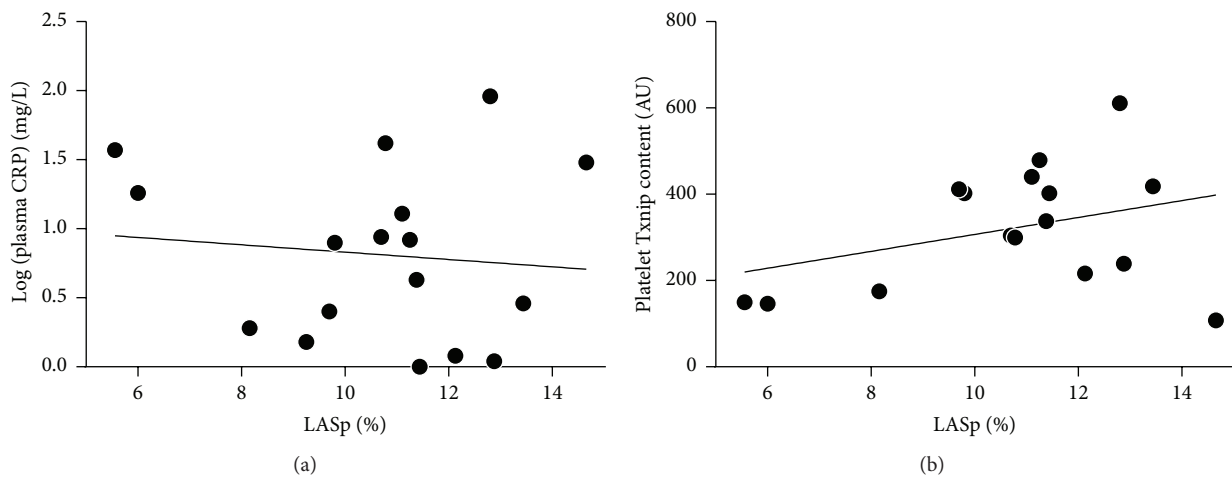 Log (plasma CRP) (mg/L)
2.5
2.0
1.5
1.0
0.5
0.0
6 8 10 12 14
LASp (%)
(a)
Platelet Txnip content (AU)
800
600
400
200
0
6 8 10 12 14
LASp (%)
(b)